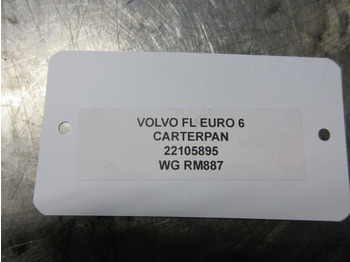 VOLVO FL EURO 6
CARTERPAN
22105895
WG RM887